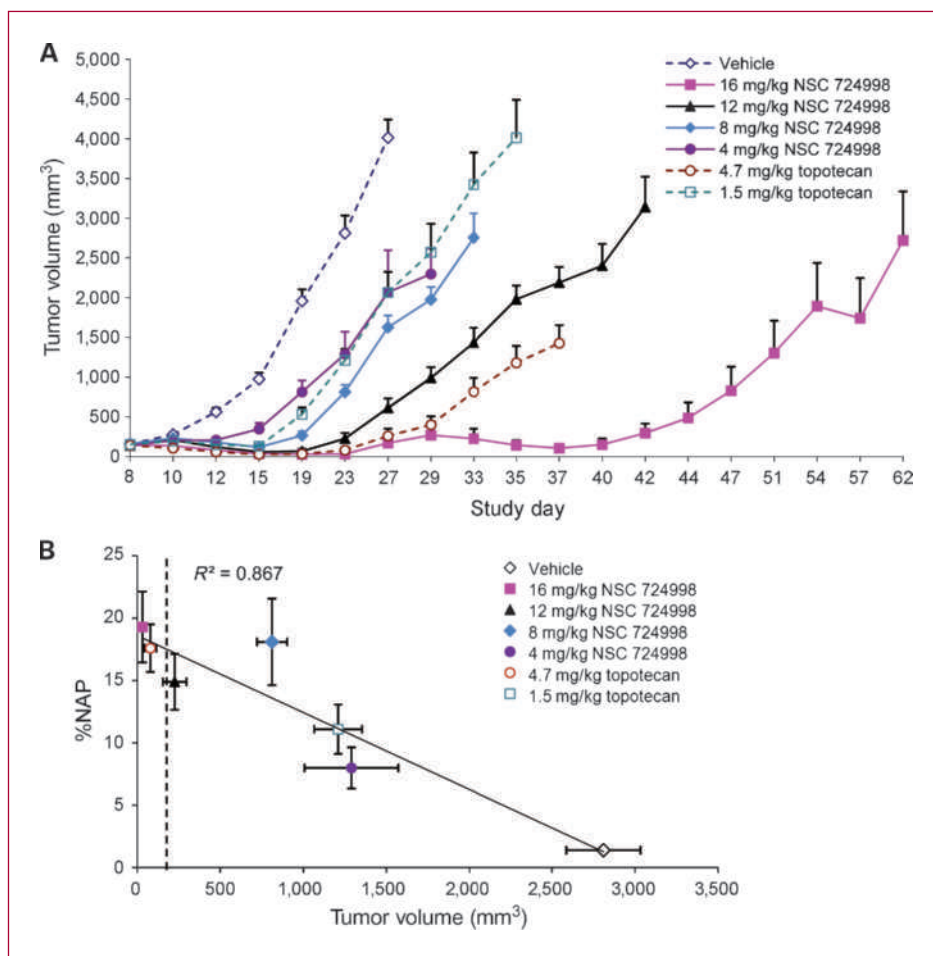 A
5,000
4,500
4,000
3,500
3,000
2,500
2,000
1,500
1,000
500
0
Tumor volume (mm³)
8 10 12 15 19 23 27 29 33 35 37 40 42 44 47 51 54 57 62
Study day
Vehicle
16 mg/kg NSC 724998
12 mg/kg NSC 724998
8 mg/kg NSC 724998
4 mg/kg NSC 724998
4.7 mg/kg topotecan
1.5 mg/kg topotecan
B
25
20
15
10
5
0
%NAP
R² = 0.867
0 500 1,000 1,500 2,000 2,500 3,000 3,500
Tumor volume (mm³)
Vehicle
16 mg/kg NSC 724998
12 mg/kg NSC 724998
8 mg/kg NSC 724998
4 mg/kg NSC 724998
4.7 mg/kg topotecan
1.5 mg/kg topotecan